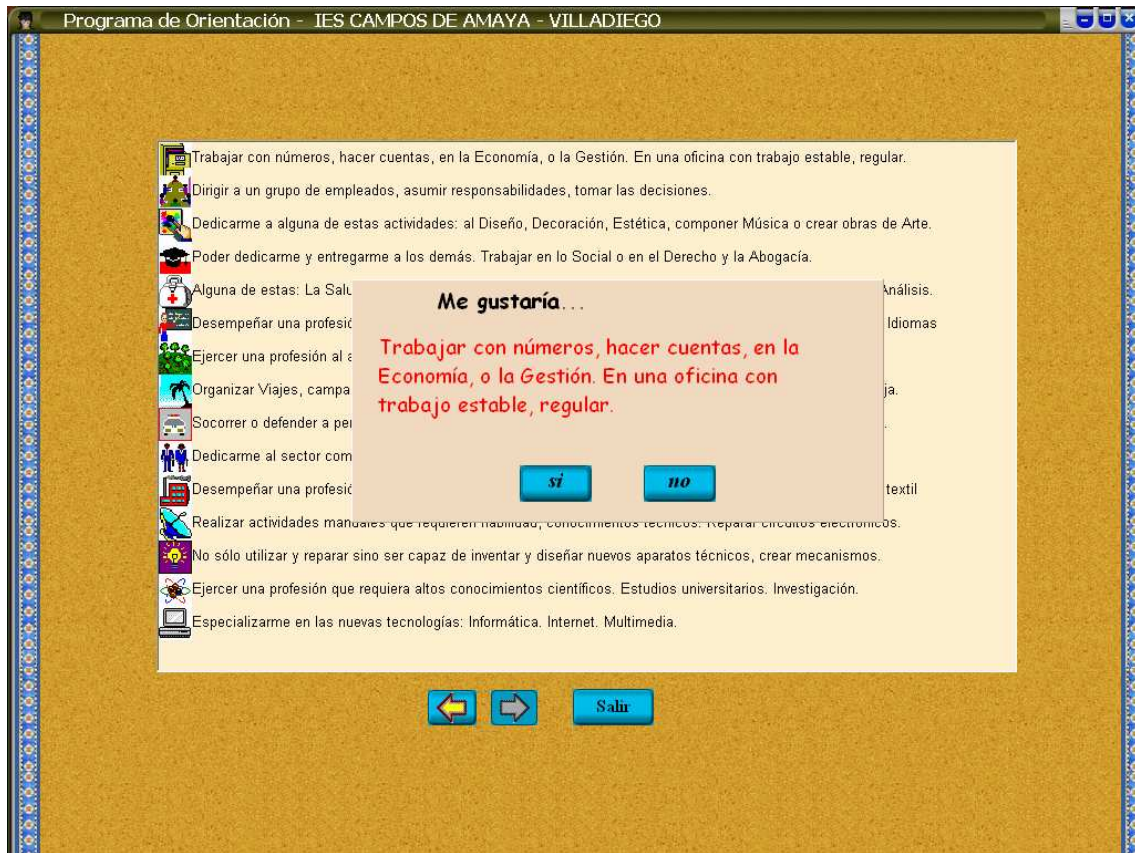 Programa de Orientación - IES CAMPOS DE AMAYA - VILLADIEGO
Trabajar con números, hacer cuentas, en la Economía, o la Gestión. En una oficina con trabajo estable, regular.
Dirigir a un grupo de empleados, asumir responsabilidades, tomar las decisiones.
Dedicarme a alguna de estas actividades: al Diseño, Decoración, Estética, componer Música o crear obras de Arte.
Poder dedicarme y entregarme a los demás. Trabajar en lo Social o en el Derecho y la Abogacía.
Alguna de estas: La Análisis.
Desempeñar una Idiomas
Ejercer una profesión al
Organizar Viajes,
Socorrer o defender a
Dedicarme al sector
Desempeñar una textil
Me gustaría...
Trabajar con números, hacer cuentas, en la
Economía, o la Gestión. En una oficina con
trabajo estable, regular.
si no
Realizar actividades manuales que requieren habilidad, conocimientos técnicos. Reparar circuitos electrónicos.
No sólo utilizar y reparar sino ser capaz de inventar y diseñar nuevos aparatos técnicos, crear mecanismos.
Ejercer una profesión que requiera altos conocimientos científicos. Estudios universitarios. Investigación.
Especializarme en las nuevas tecnologías: Informática. Internet. Multimedia.
Salir